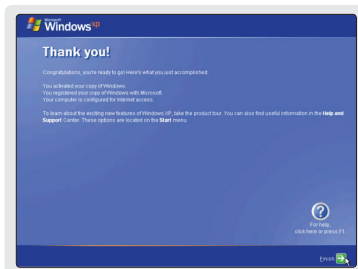 Microsoft
Windows xp
Thank you!
Congratulations, you're ready to go! Here's what you just accomplished:
You activated your copy of Windows.
You registered your copy of Windows with Microsoft.
Your computer is configured for Internet access.
To learn about the exciting new features of Windows XP, take the product tour. You can also find useful information in the Help and
Support Center. These options are located on the Start menu.
?
For help,
click here or press F1.
Finish